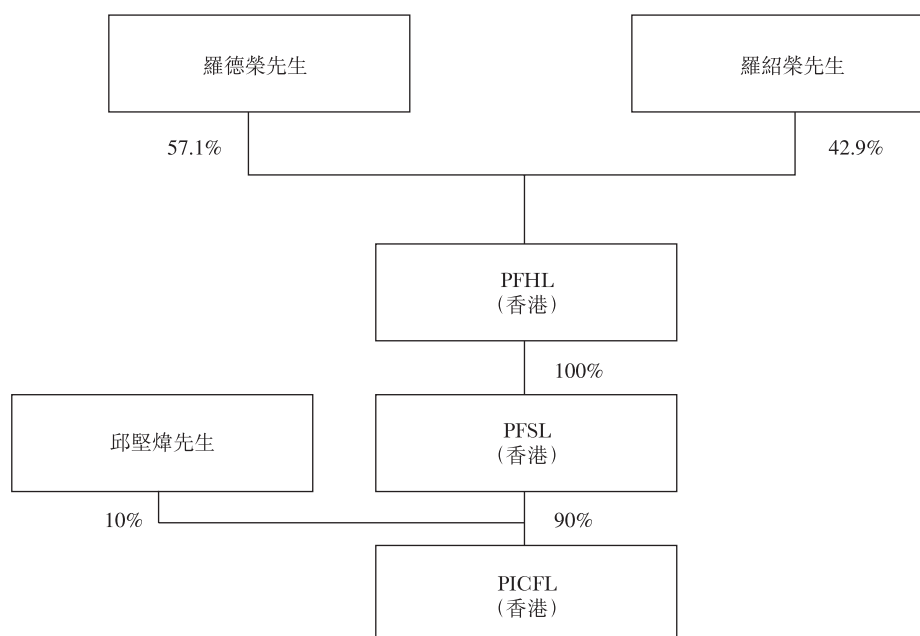 羅德榮先生
羅紹榮先生
57.1%
42.9%
PFHL
(香港)
100%
邱堅煒先生
PFSL
(香港)
10%
90%
PICFL
(香港)